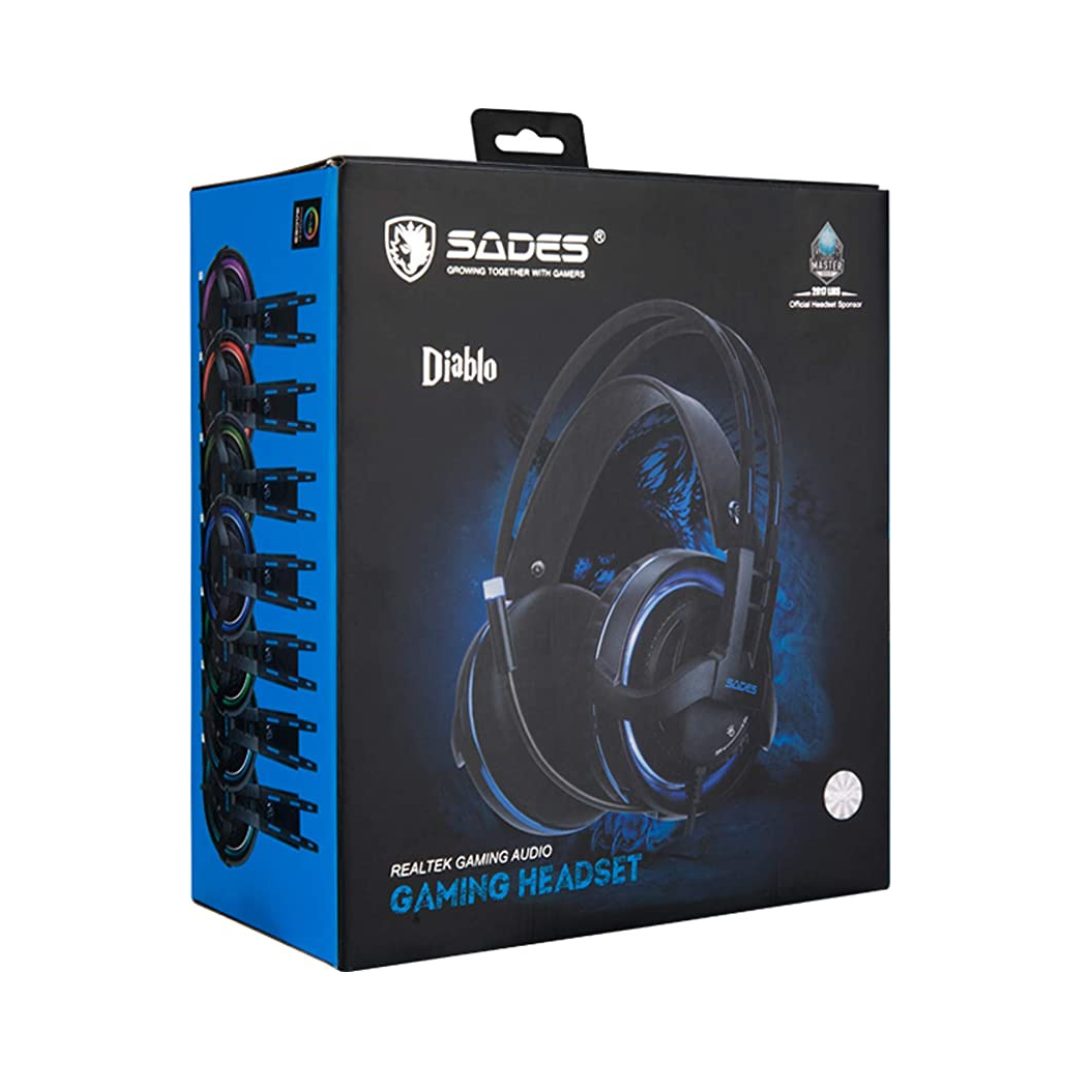 SADES®
GROWING TOGETHER WITH GAMERS
MASTER
2017 LMS
Official Headset Sponsor
Diablo
SADES
REALTEK GAMING AUDIO
GAMING HEADSET